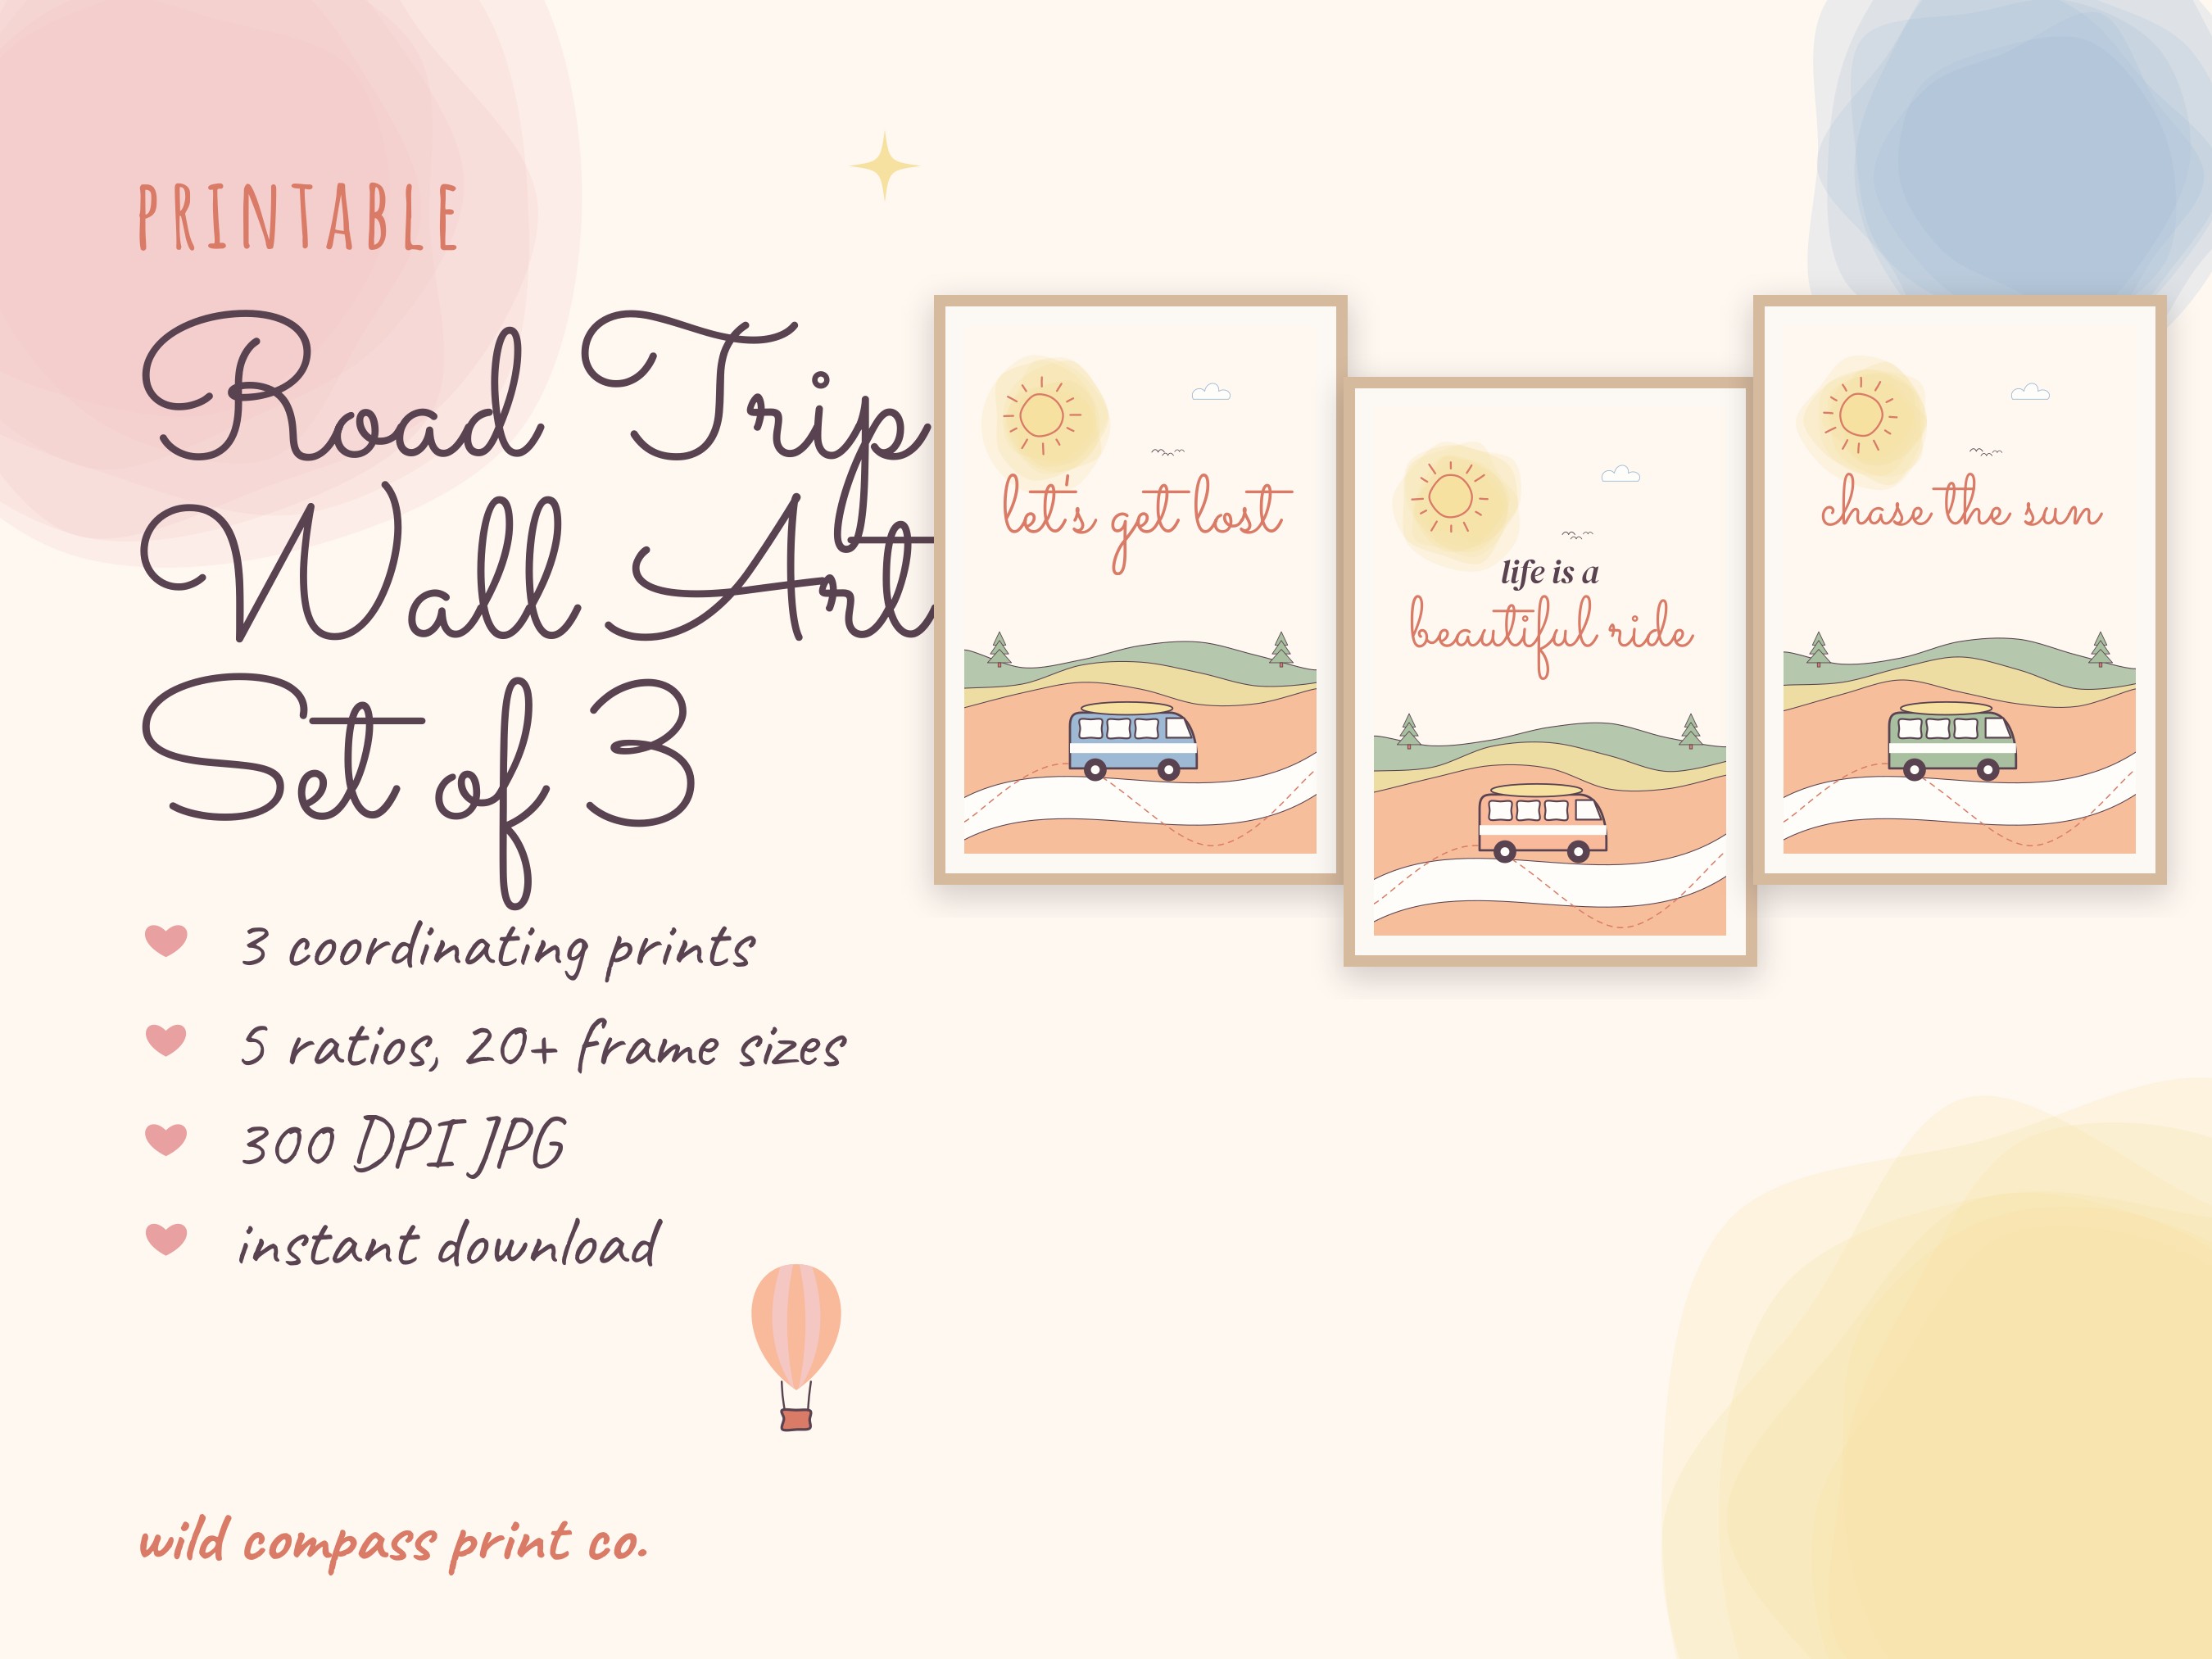 PRINTABLE
Road Trip
Wall Art
Set of 3
3 coordinating prints
5 ratios, 20+ frame sizes
300 DPI JPG
instant download
wild compass print co.
let's get lost
life is a
beautiful ride
chase the sun